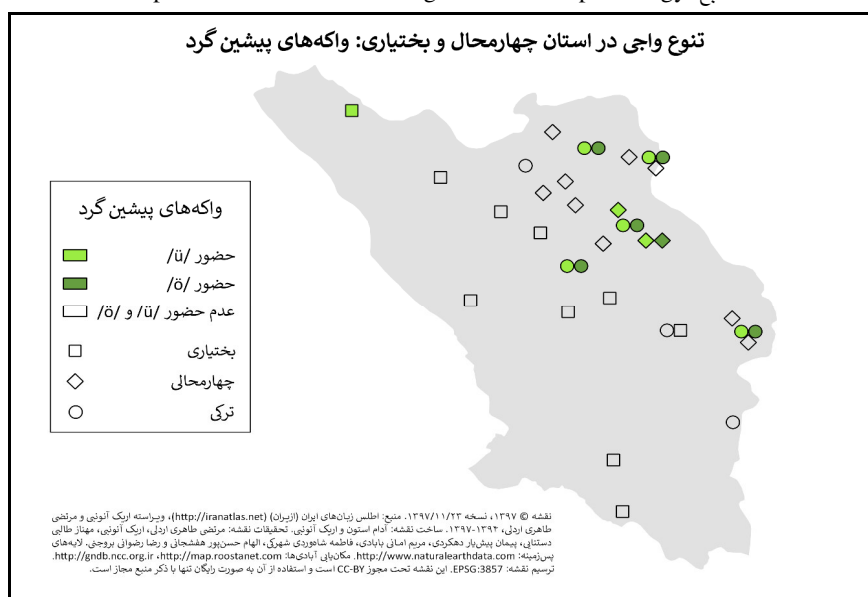 تنوع واجی در استان چهارمحال و بختیاری: واکه‌های پیشین گرد
واکه‌های پیشین گرد
حضور /ü/
حضور /ö/
عدم حضور /ü/ و /ö/
بختیاری
چهارمحالی
ترکی
نقشه © ۱۳۹۷، نسخه ۱۳۹۷/۱۱/۲۳. منبع: اطلس زبان‌های ایران (ازیران) (http://iranatlas.net)، ویراسته اریک آنونبی و مرتضی
طاهری اردلی، ۱۳۹۴-۱۳۹۷. ساخت نقشه: آدام استون و اریک آنونبی. تحقیقات نقشه: مرتضی طاهری اردلی، اریک آنونبی، مهناز طالبی
دستنایی، پیمان پیش‌یار دهکردی، مریم امانی بابادی، فاطمه شاه‌وردی شهرکی، الهام حسن‌پور هفشجانی و رضا رضوانی بروجنی. لایه‌های
پس‌زمینه: http://www.naturalearthdata.com. مکان‌یابی آبادی‌ها: http://map.roostanet.com، http://gndb.ncc.org.ir.
ترسیم نقشه: EPSG:3857. این نقشه تحت مجوز CC-BY است و استفاده از آن به صورت رایگان تنها با ذکر منبع مجاز است.